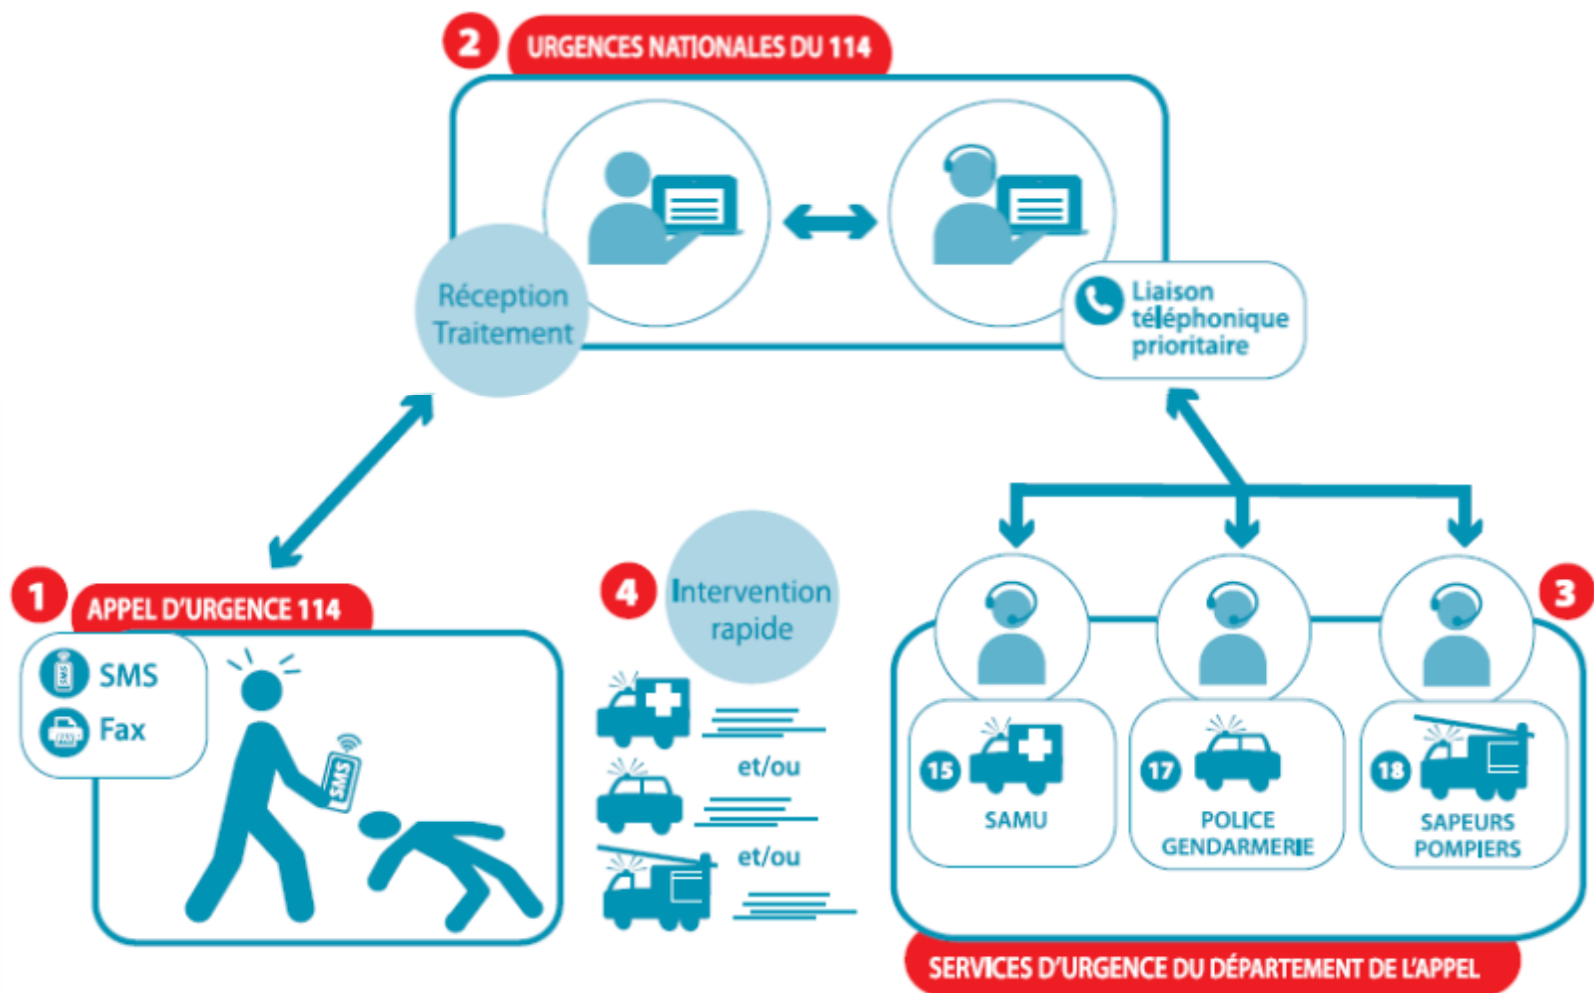 2
URGENCES NATIONALES DU 114
Réception
Traitement
Liaison
téléphonique
prioritaire
1
APPEL D'URGENCE 114
SMS
SMS
Fax
SMS
4
Intervention
rapide
et/ou
et/ou
3
15
SAMU
17
POLICE
GENDARMERIE
18
SAPEURS
POMPIERS
SERVICES D'URGENCE DU DÉPARTEMENT DE L'APPEL